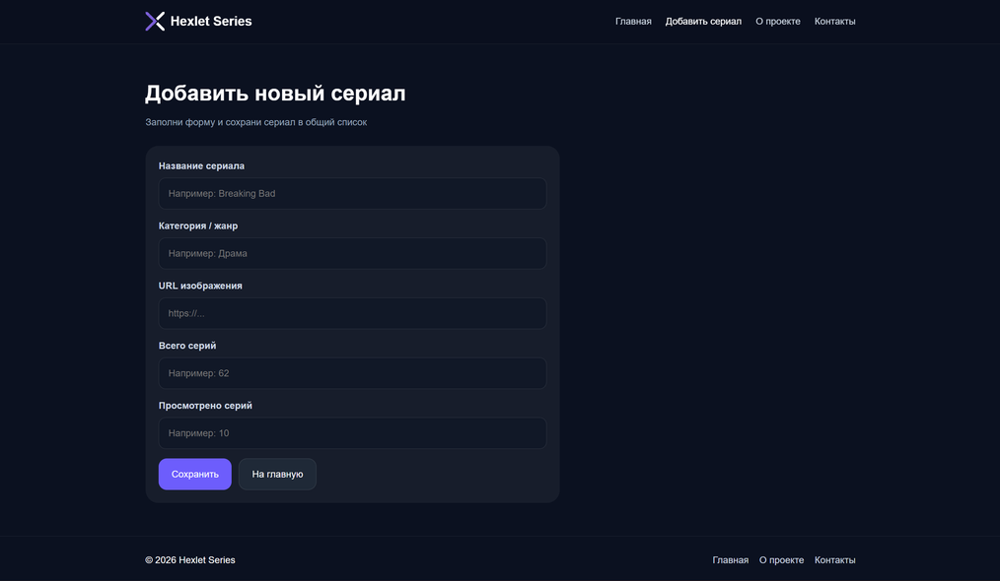 Hexlet Series
Главная Добавить сериал О проекте Контакты
Добавить новый сериал
Заполни форму и сохрани сериал в общий список
Название сериала
Например: Breaking Bad
Категория / жанр
Например: Драма
URL изображения
https://...
Всего серий
Например: 62
Просмотрено серий
Например: 10
Сохранить На главную
© 2026 Hexlet Series
Главная О проекте Контакты